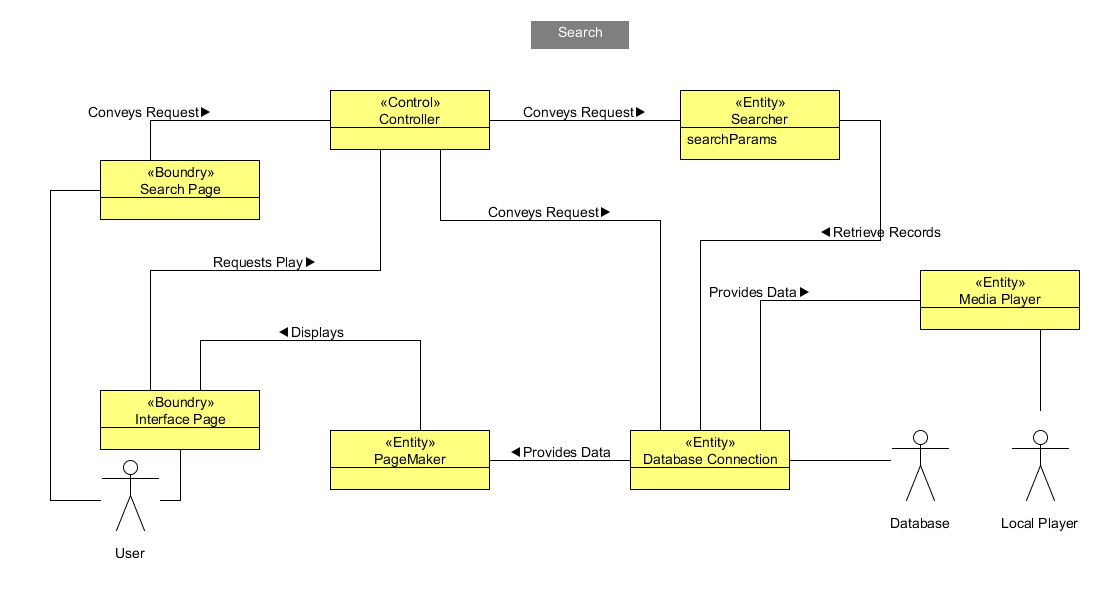 Search
Conveys Request▶
«Control»
Controller
Conveys Request▶
«Entity»
Searcher
searchParams
«Boundry»
Search Page
Conveys Request▶
◀Retrieve Records
Requests Play▶
Provides Data▶
«Entity»
Media Player
◀Displays
«Boundry»
Interface Page
«Entity»
PageMaker
◀Provides Data
«Entity»
Database Connection
Database
Local Player
User